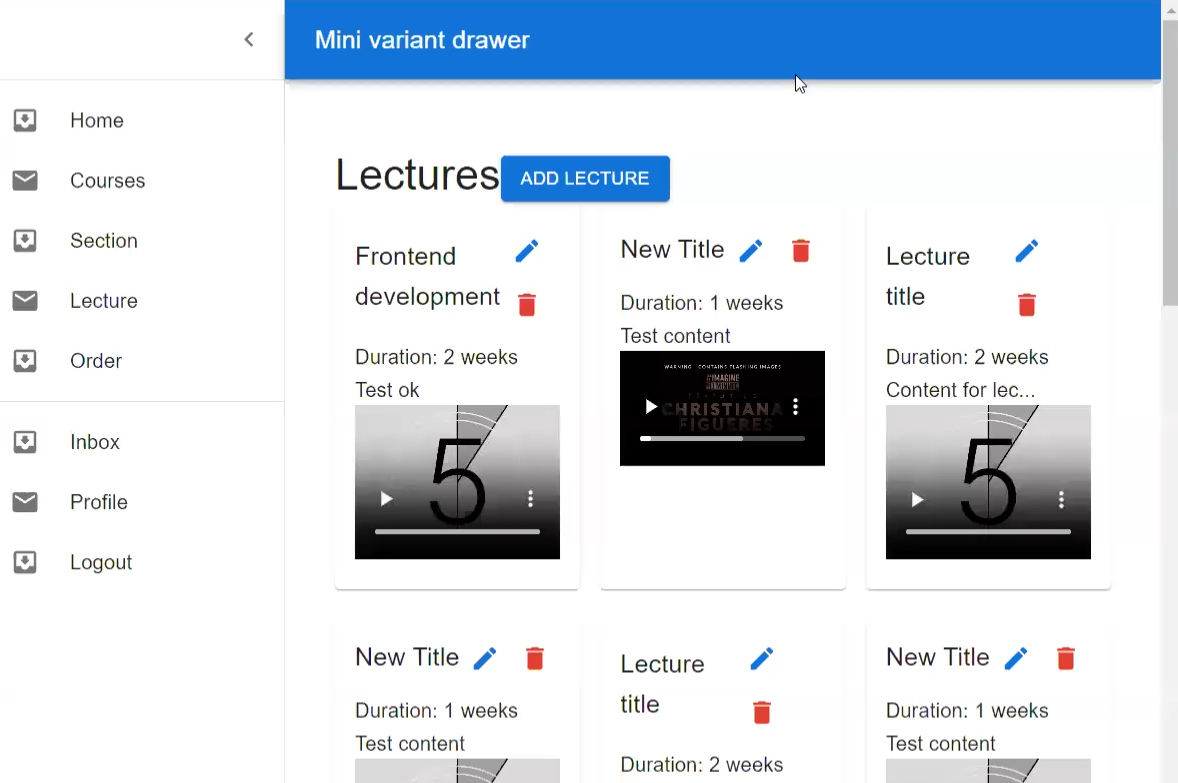 Mini variant drawer
Home
Courses
Section
Lecture
Order
Inbox
Profile
Logout
Lectures
ADD LECTURE
Frontend
development
Duration: 2 weeks
Test ok
5
New Title
Duration: 1 weeks
Test content
WARNING CONTAINS FLASHING IMAGES
#IMAGINE
CHRISTIANA
FIGUERES
Lecture
title
Duration: 2 weeks
Content for lec...
5
New Title
Duration: 1 weeks
Test content
Lecture
title
Duration: 2 weeks
New Title
Duration: 1 weeks
Test content